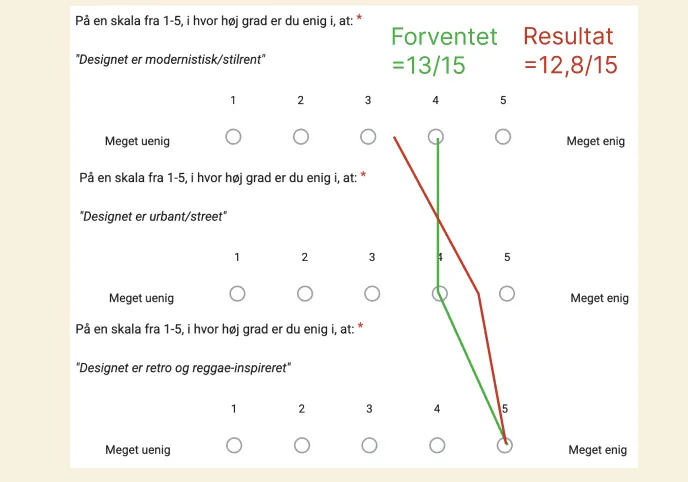 På en skala fra 1-5, i hvor høj grad er du enig i, at: *
Forventet
=13/15
Resultat
=12,8/15
"Designet er modernistisk/stilrent"
1 2 3 4 5
Meget uenig Meget enig
På en skala fra 1-5, i hvor høj grad er du enig i, at: *
"Designet er urbant/street"
1 2 3 4 5
Meget uenig Meget enig
På en skala fra 1-5, i hvor høj grad er du enig i, at: *
"Designet er retro og reggae-inspireret"
1 2 3 4 5
Meget uenig Meget enig